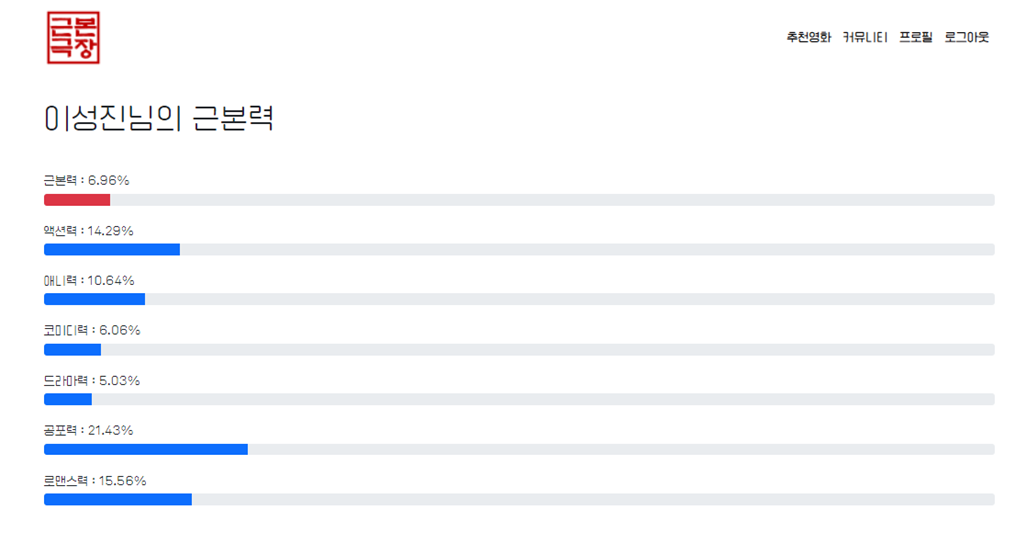 근본
극장
추천영화 커뮤니티 프로필 로그아웃
이성진님의 근본력
근본력 : 6.96%
액션력 : 14.29%
애니력 : 10.64%
코미디력 : 6.06%
드라마력 : 5.03%
공포력 : 21.43%
로맨스력 : 15.56%